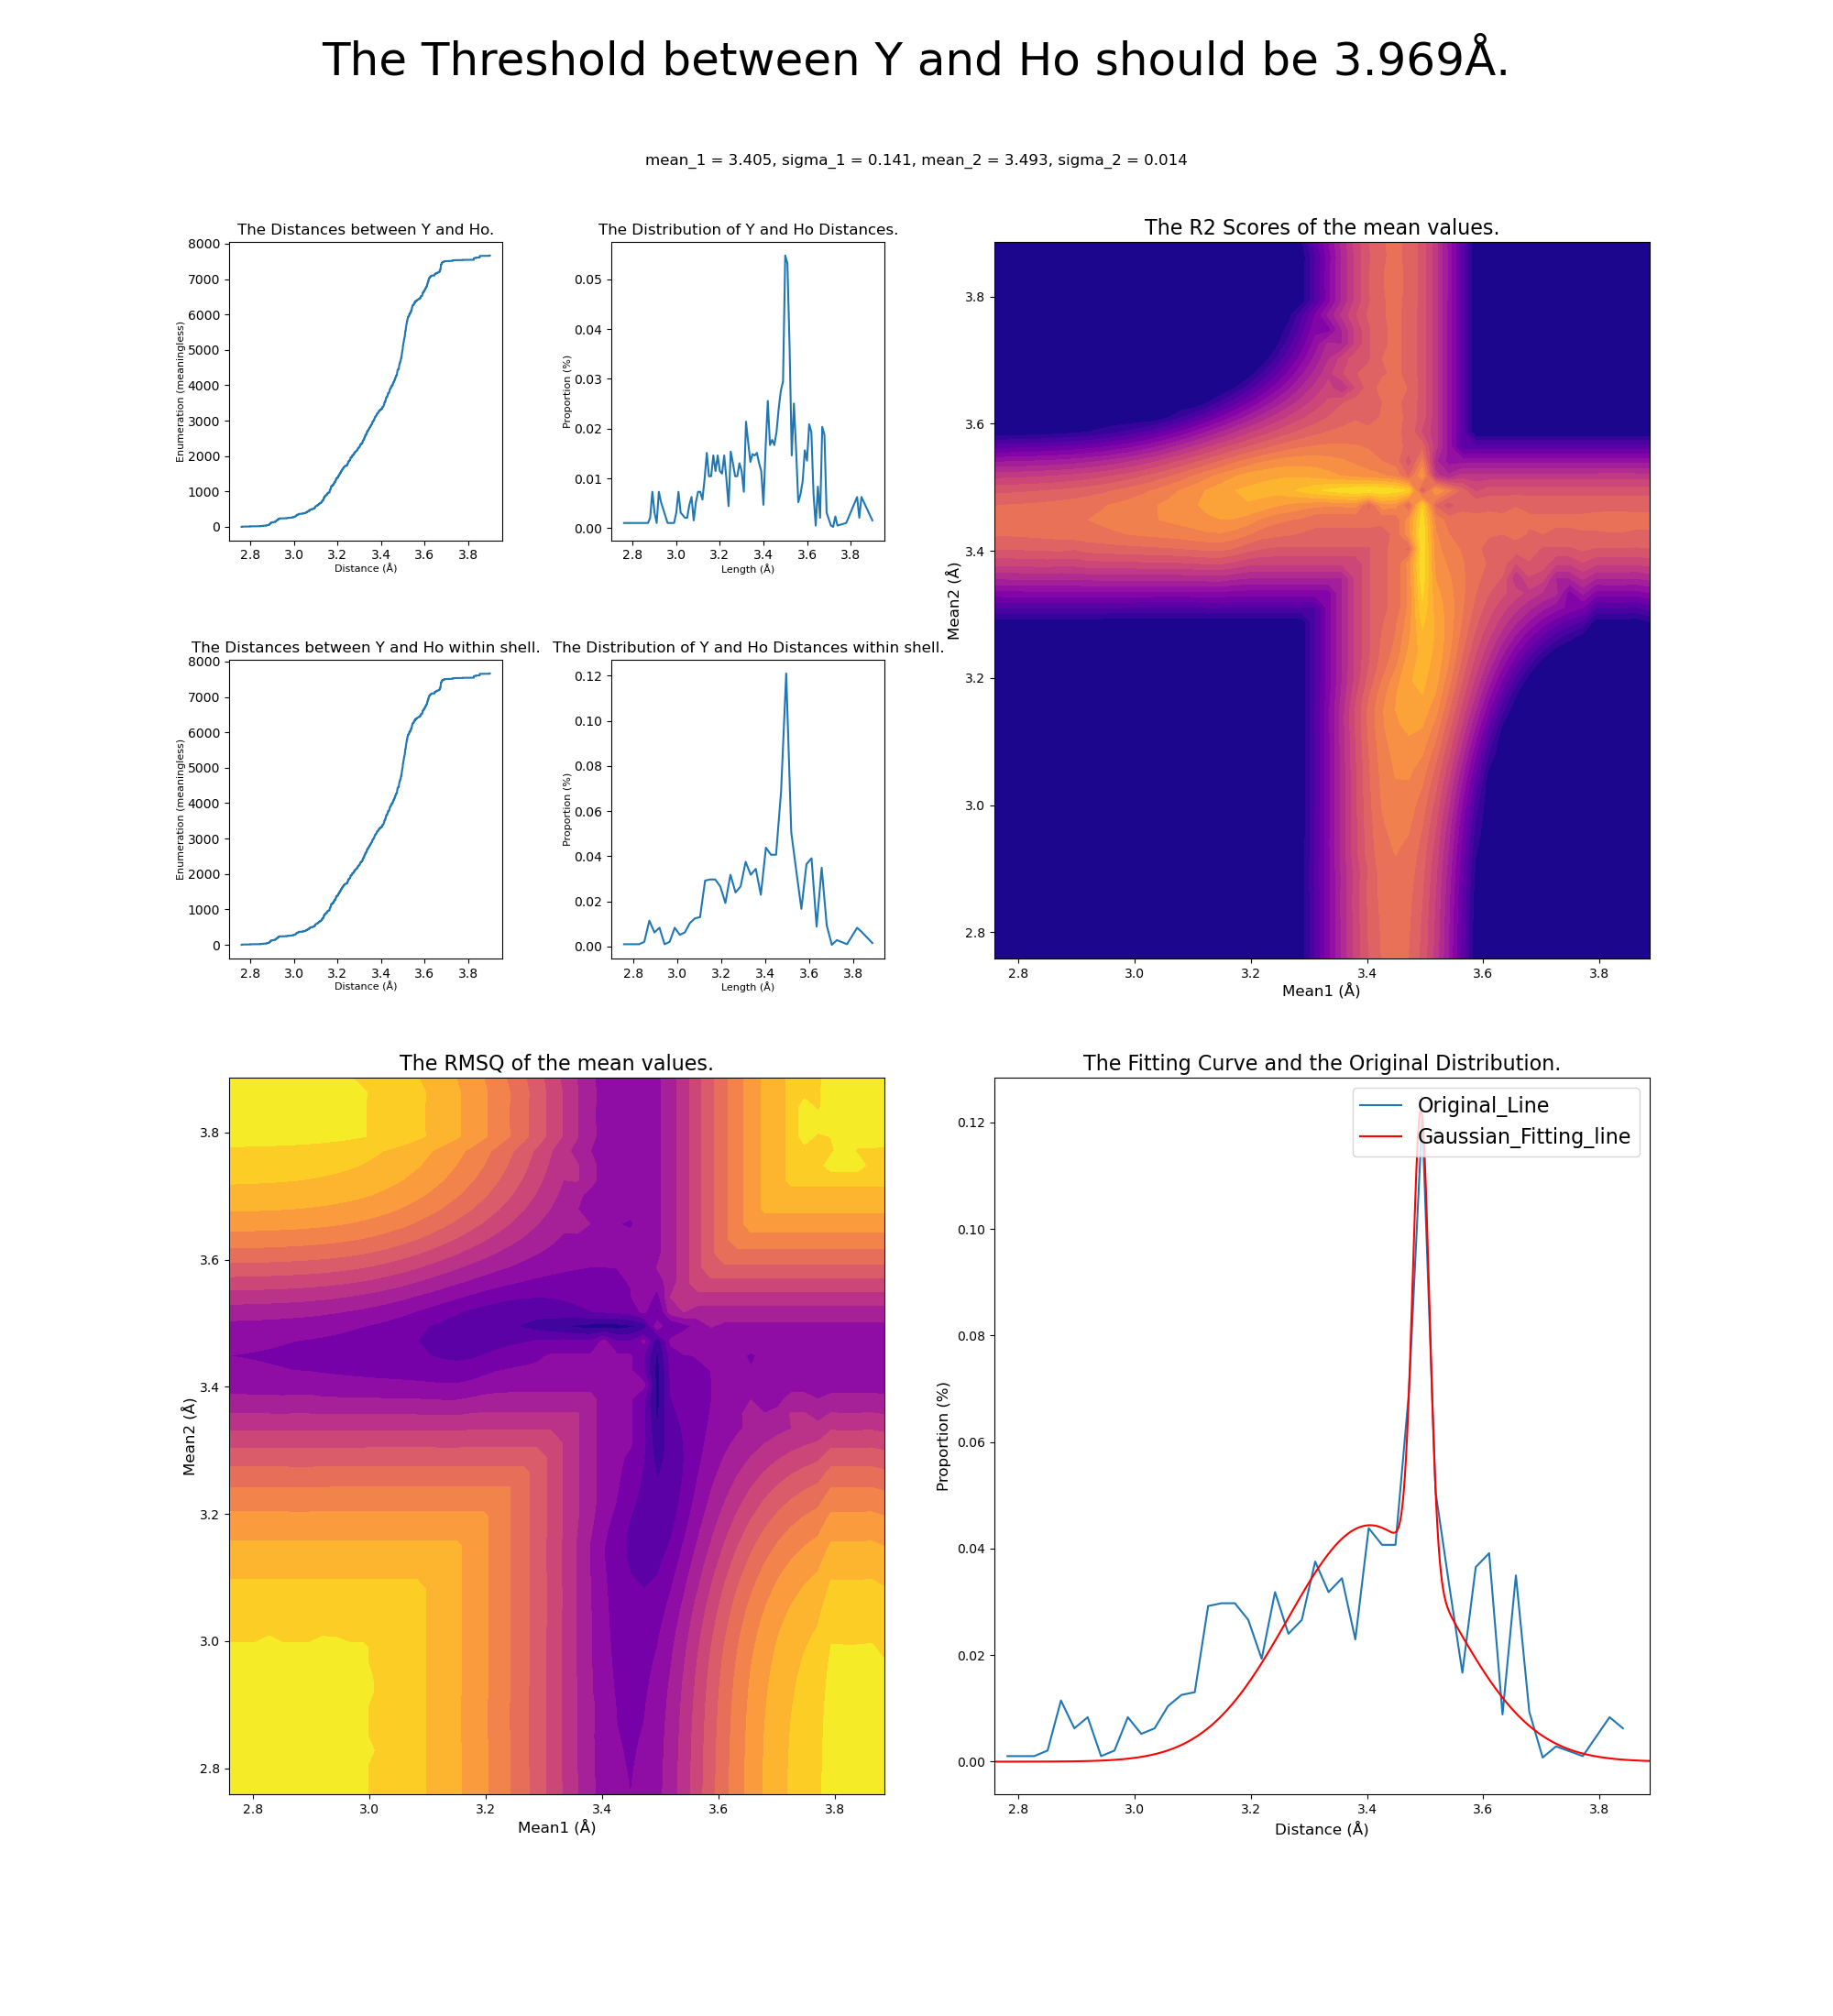 The Threshold between Y and Ho should be 3.969Å.
mean_1 = 3.405, sigma_1 = 0.141, mean_2 = 3.493, sigma_2 = 0.014
The Distances between Y and Ho.
8000
7000
6000
5000
4000
3000
2000
1000
0
Enumeration (meaningless)
2.8 3.0 3.2 3.4 3.6 3.8
Distance (Å)
The Distribution of Y and Ho Distances.
0.05
0.04
0.03
0.02
0.01
0.00
Proportion (%)
2.8 3.0 3.2 3.4 3.6 3.8
Length (Å)
The R2 Scores of the mean values.
3.8
3.6
3.4
3.2
3.0
2.8
Mean2 (Å)
2.8 3.0 3.2 3.4 3.6 3.8
Mean1 (Å)
The Distances between Y and Ho within shell.
8000
7000
6000
5000
4000
3000
2000
1000
0
Enumeration (meaningless)
2.8 3.0 3.2 3.4 3.6 3.8
Distance (Å)
The Distribution of Y and Ho Distances within shell.
0.12
0.10
0.08
0.06
0.04
0.02
0.00
Proportion (%)
2.8 3.0 3.2 3.4 3.6 3.8
Length (Å)
The RMSQ of the mean values.
3.8
3.6
3.4
3.2
3.0
2.8
Mean2 (Å)
2.8 3.0 3.2 3.4 3.6 3.8
Mean1 (Å)
The Fitting Curve and the Original Distribution.
Original_Line
Gaussian_Fitting_line
0.12
0.10
0.08
0.06
0.04
0.02
0.00
Proportion (%)
2.8 3.0 3.2 3.4 3.6 3.8
Distance (Å)